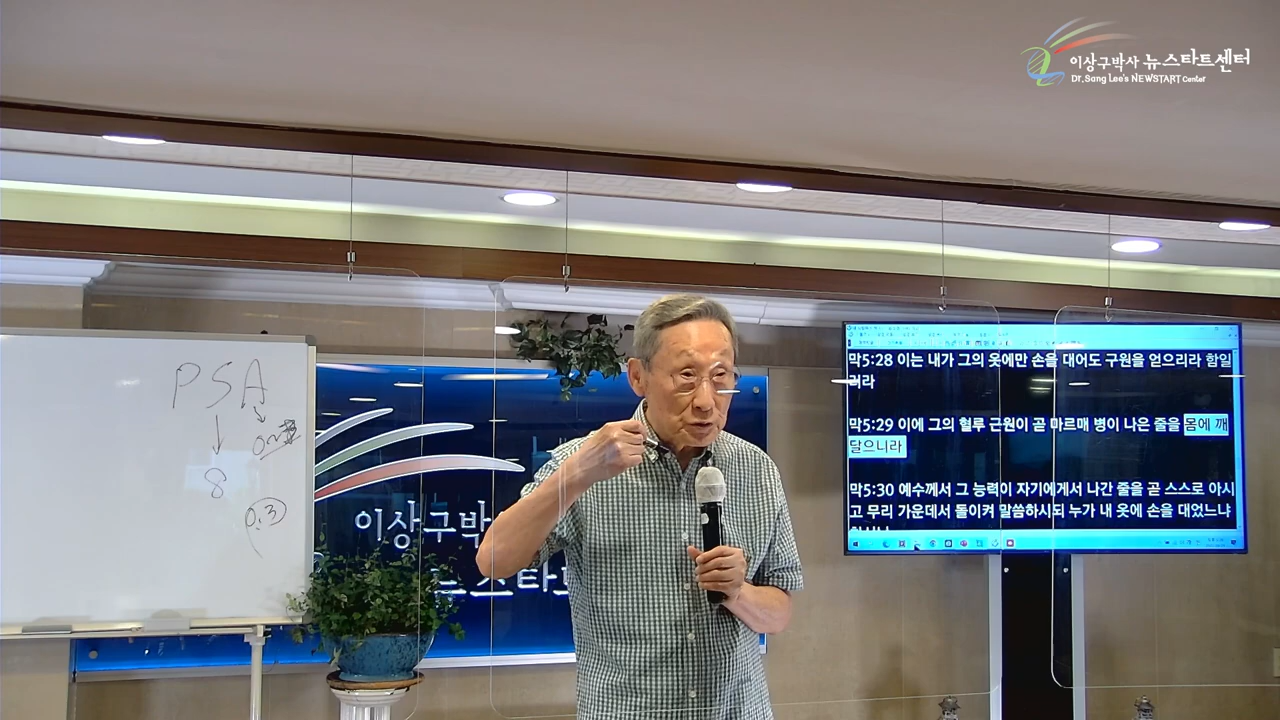 이상구박사 뉴스타트센터
Dr. Sang Lee's NEWSTART Center
PSA
8
0.3
이상구박
뉴스타트
막5:28 이는 내가 그의 옷에만 손을 대어도 구원을 얻으리라 함일
러라
막5:29 이에 그의 혈루 근원이 곧 마르매 병이 나은 줄을 몸에 깨
달으니라
막5:30 예수께서 그 능력이 자기에게서 나간 줄을 곧 스스로 아시
고 무리 가운데서 돌이켜 말씀하시되 누가 내 옷에 손을 대었느냐